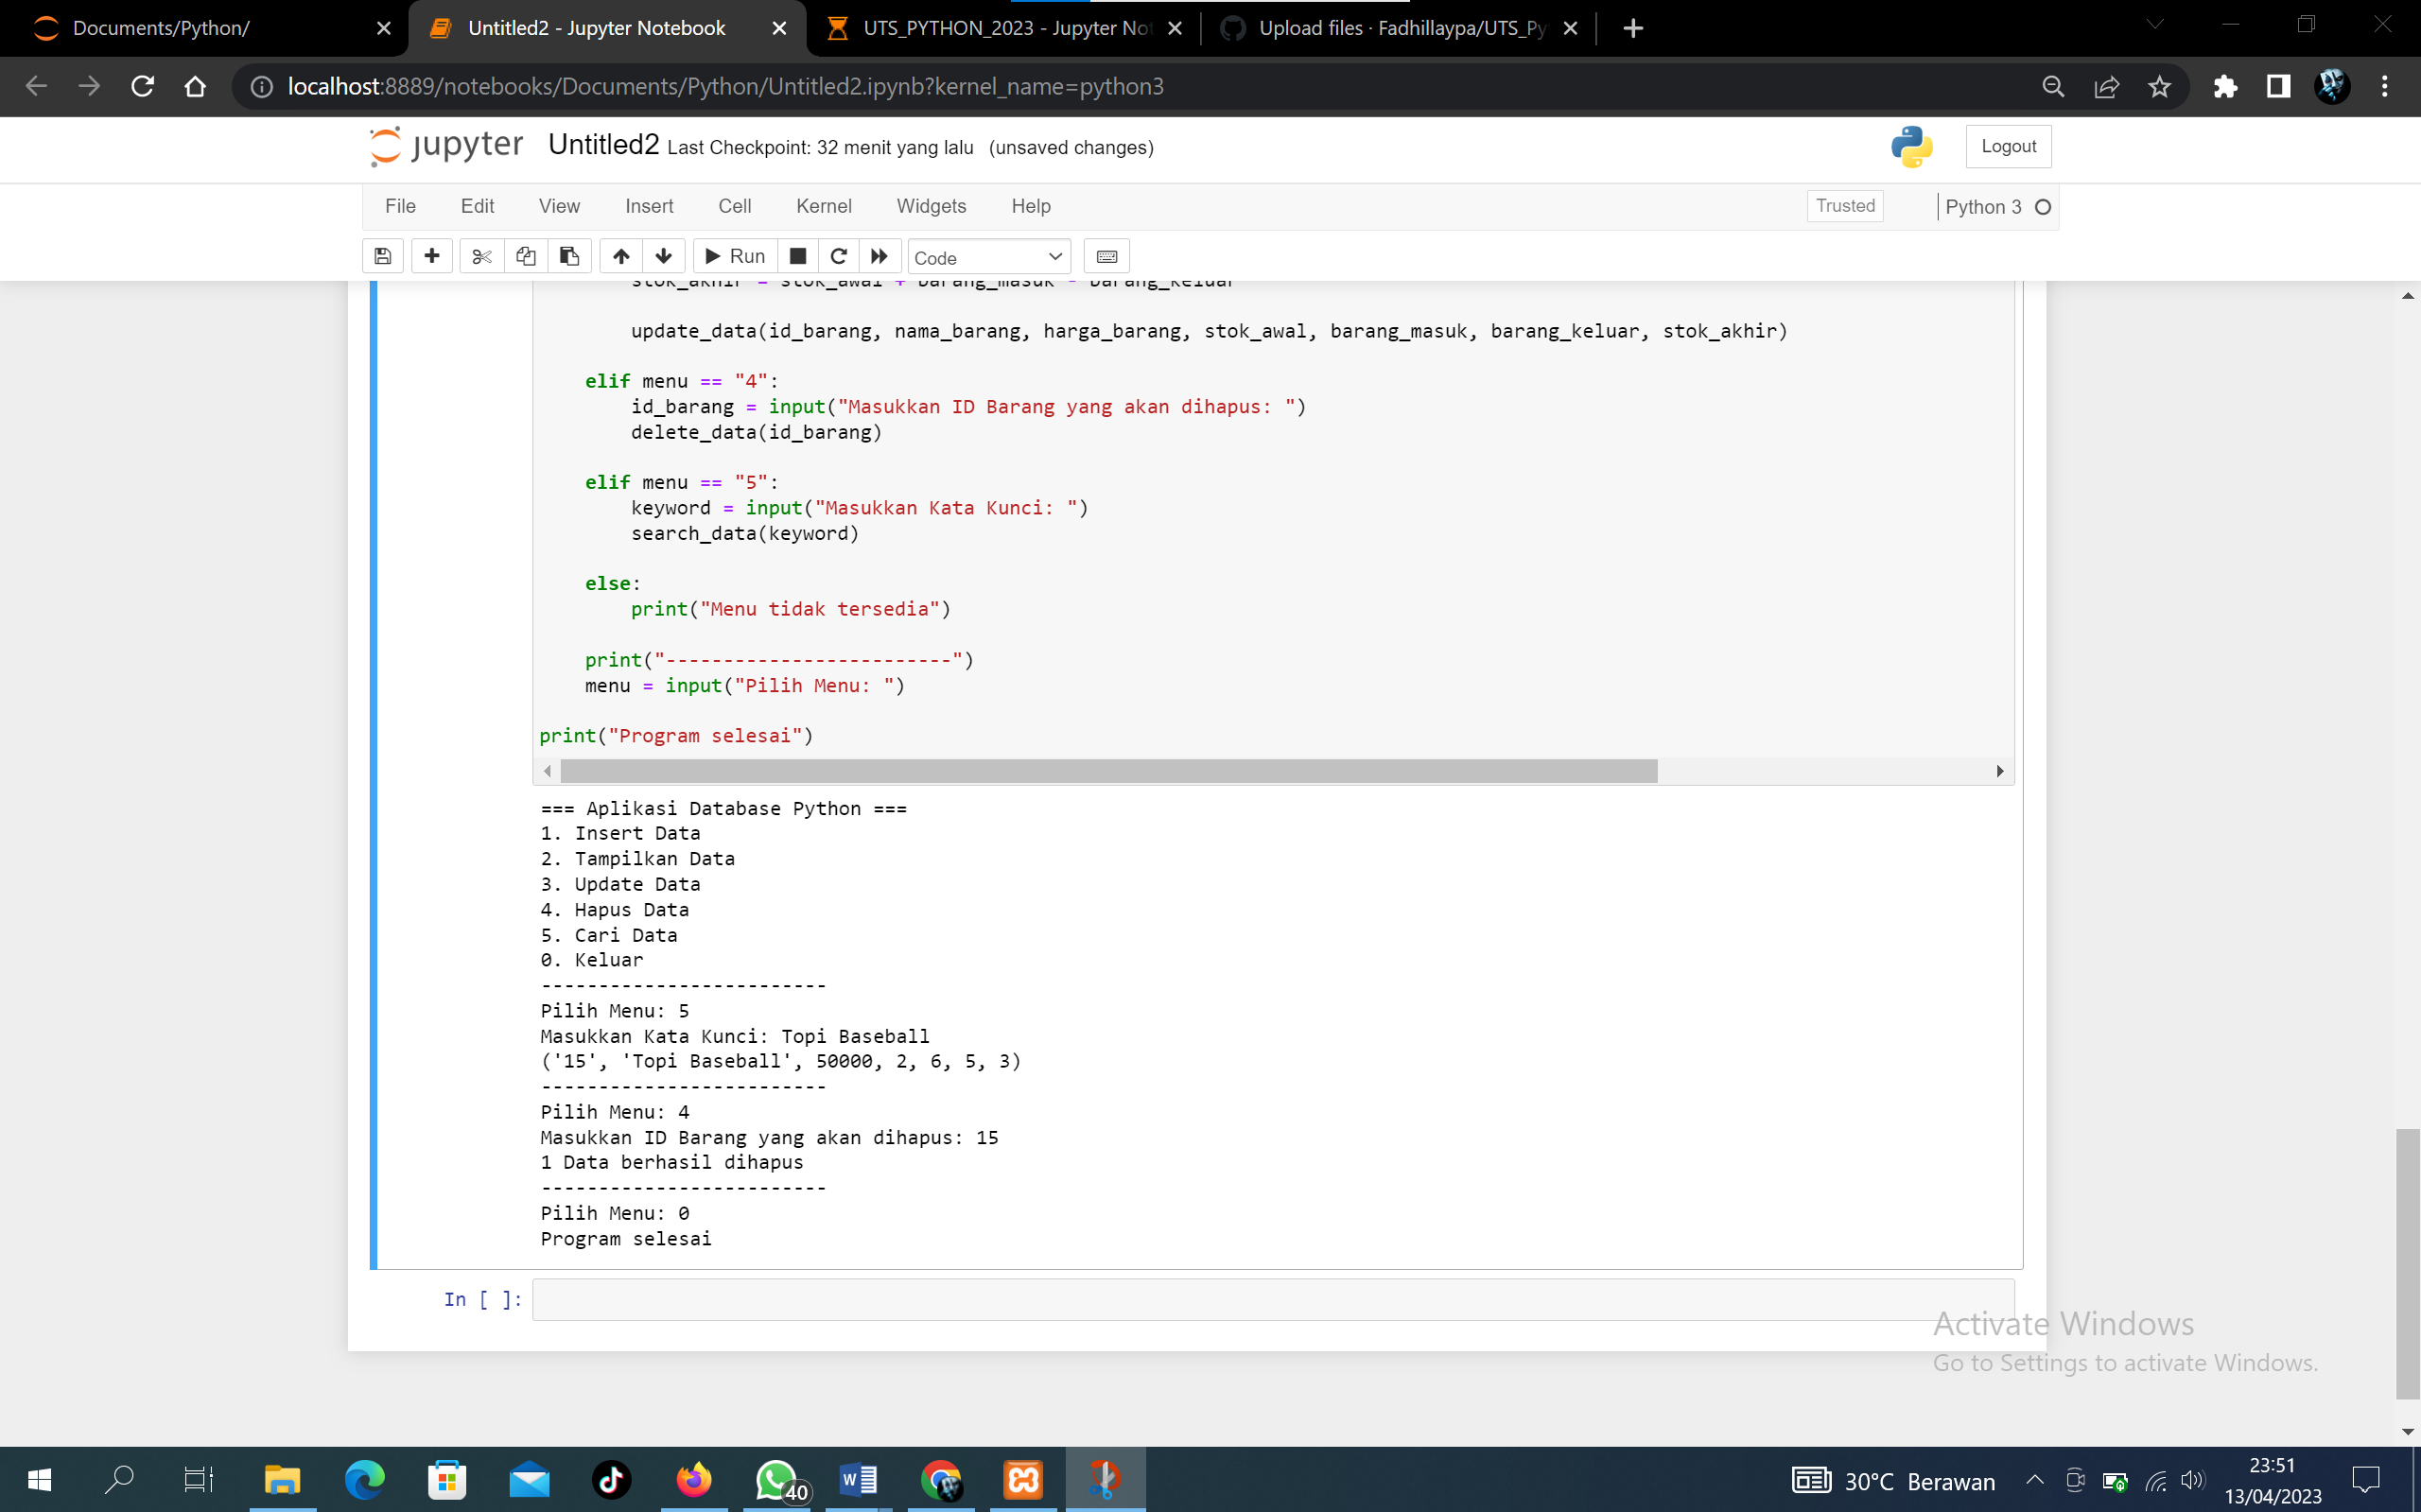 Documents/Python/
Untitled2 - Jupyter Notebook
UTS_PYTHON_2023 - Jupyter Not
Upload files · Fadhillaypa/UTS_Py
localhost:8889/notebooks/Documents/Python/Untitled2.ipynb?kernel_name=python3
jupyter Untitled2 Last Checkpoint: 32 menit yang lalu (unsaved changes)
Logout
File Edit View Insert Cell Kernel Widgets Help
Trusted
Python 3
Run
Code
stok_akhir = stok_awal + barang_masuk - barang_keluar
update_data(id_barang, nama_barang, harga_barang, stok_awal, barang_masuk, barang_keluar, stok_akhir)
elif menu == "4":
id_barang = input("Masukkan ID Barang yang akan dihapus: ")
delete_data(id_barang)
elif menu == "5":
keyword = input("Masukkan Kata Kunci: ")
search_data(keyword)
else:
print("Menu tidak tersedia")
print("-------------------------")
menu = input("Pilih Menu: ")
print("Program selesai")
=== Aplikasi Database Python ===
1. Insert Data
2. Tampilkan Data
3. Update Data
4. Hapus Data
5. Cari Data
0. Keluar
-------------------------
Pilih Menu: 5
Masukkan Kata Kunci: Topi Baseball
('15', 'Topi Baseball', 50000, 2, 6, 5, 3)
-------------------------
Pilih Menu: 4
Masukkan ID Barang yang akan dihapus: 15
1 Data berhasil dihapus
-------------------------
Pilih Menu: 0
Program selesai
In [ ]:
Activate Windows
Go to Settings to activate Windows.
40
30°C Berawan
23:51
13/04/2023